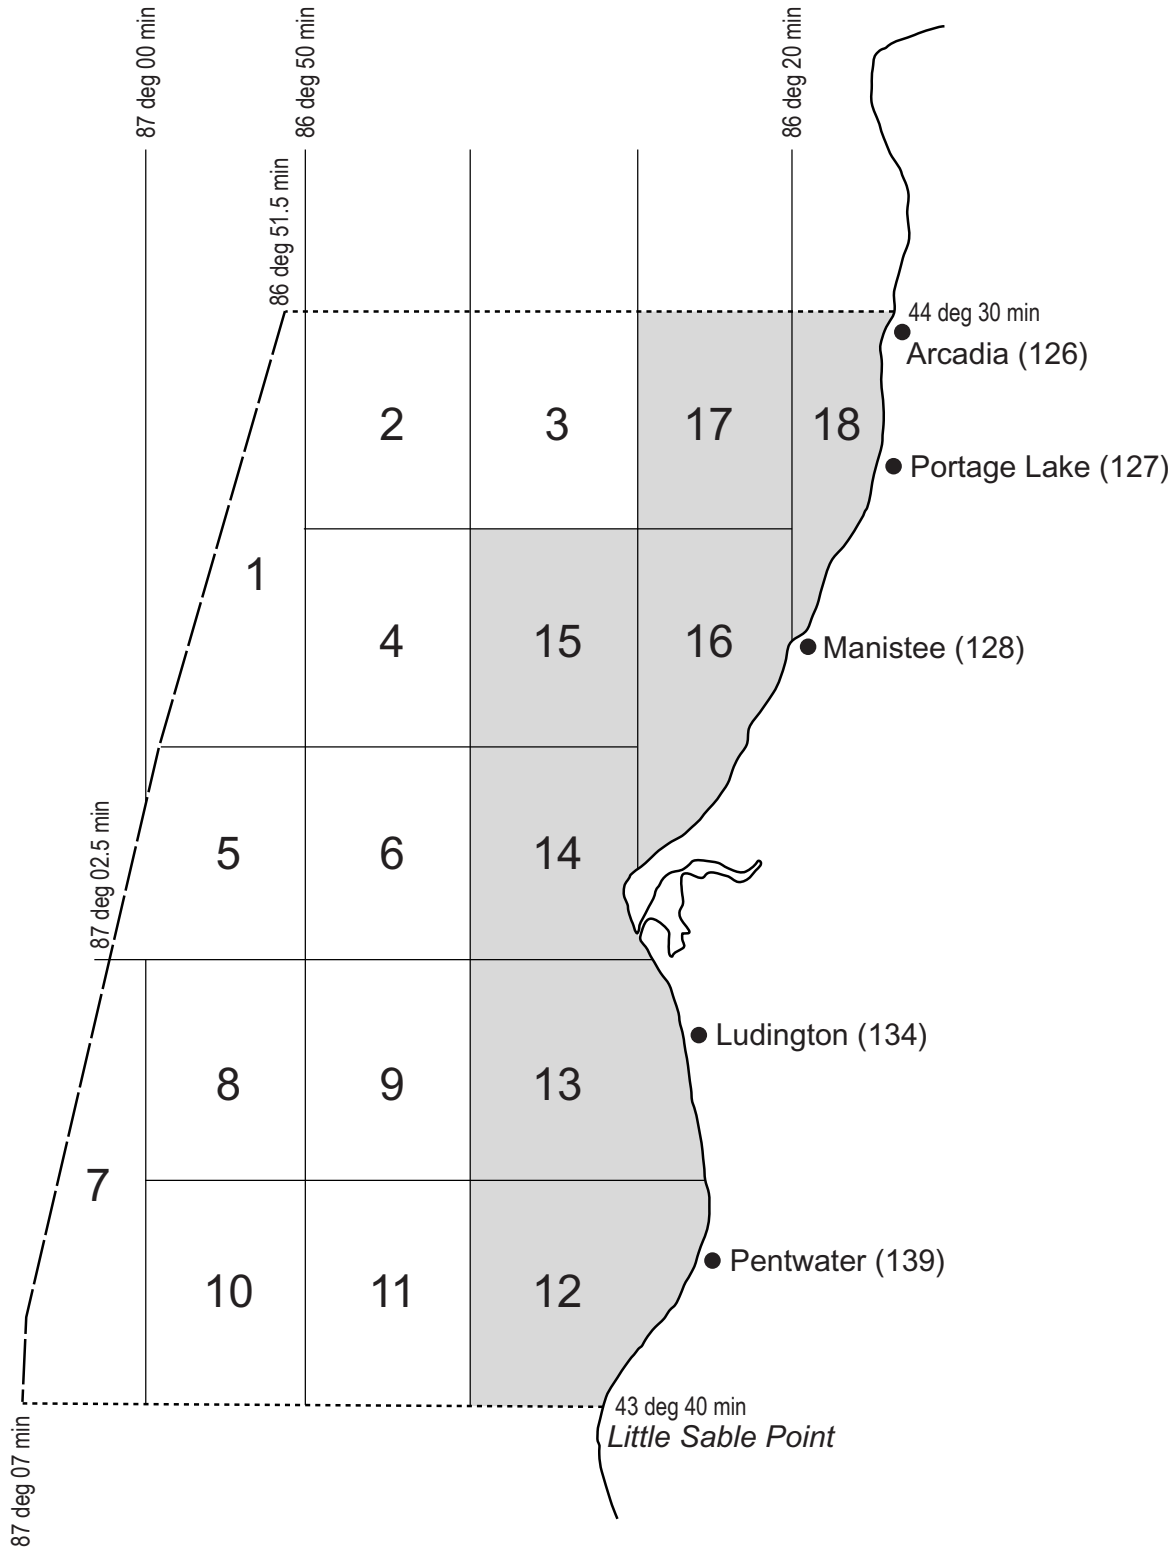 87 deg 00 min
86 deg 50 min
86 deg 20 min
86 deg 51.5 min
44 deg 30 min
Arcadia (126)
2
3
17
18
Portage Lake (127)
1
4
15
16
Manistee (128)
87 deg 02.5 min
5
6
14
Ludington (134)
8
9
13
7
Pentwater (139)
10
11
12
43 deg 40 min
Little Sable Point
87 deg 07 min